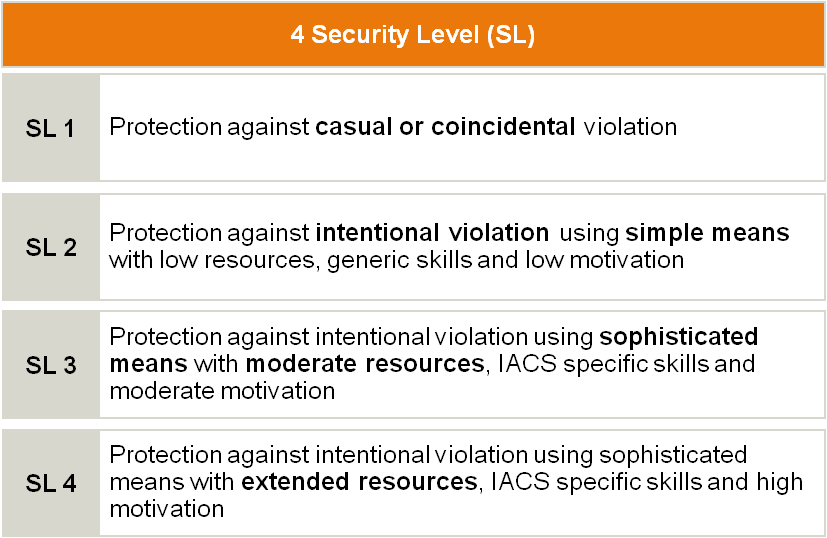 4 Security Level (SL)
SL 1
Protection against casual or coincidental violation
SL 2
Protection against intentional violation using simple means
with low resources, generic skills and low motivation
SL 3
Protection against intentional violation using sophisticated
means with moderate resources, IACS specific skills and
moderate motivation
SL 4
Protection against intentional violation using sophisticated
means with extended resources, IACS specific skills and high
motivation